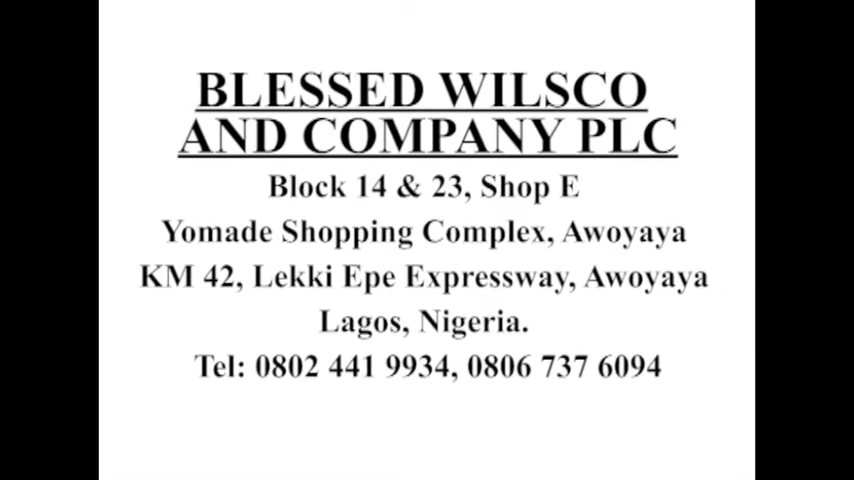 BLESSED WILSCO
AND COMPANY PLC
Block 14 & 23, Shop E
Yomade Shopping Complex, Awoyaya
KM 42, Lekki Epe Expressway, Awoyaya
Lagos, Nigeria.
Tel: 0802 441 9934, 0806 737 6094